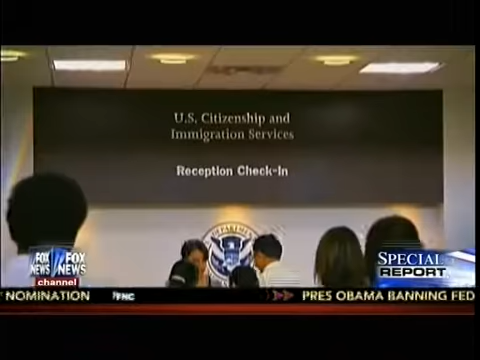 U.S. Citizenship and
Immigration Services
Reception Check-In
FOX NEWS
FOX NEWS
channel
SPECIAL
REPORT
NOMINATION
FNC
PRES OBAMA BANNING FED